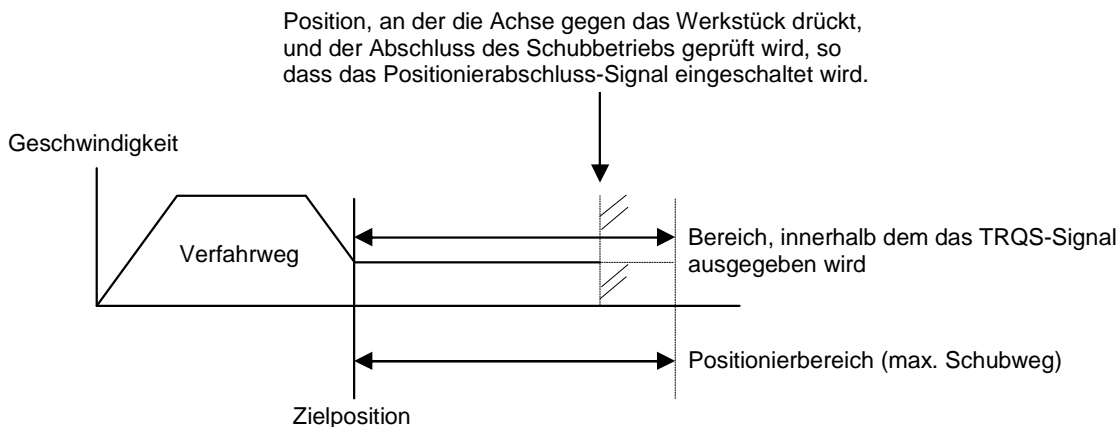 Position, an der die Achse gegen das Werkstück drückt,
und der Abschluss des Schubbetriebs geprüft wird, so
dass das Positionierabschluss-Signal eingeschaltet wird.
Geschwindigkeit
Verfahrweg
Bereich, innerhalb dem das TRQS-Signal
ausgegeben wird
Positionierbereich (max. Schubweg)
Zielposition